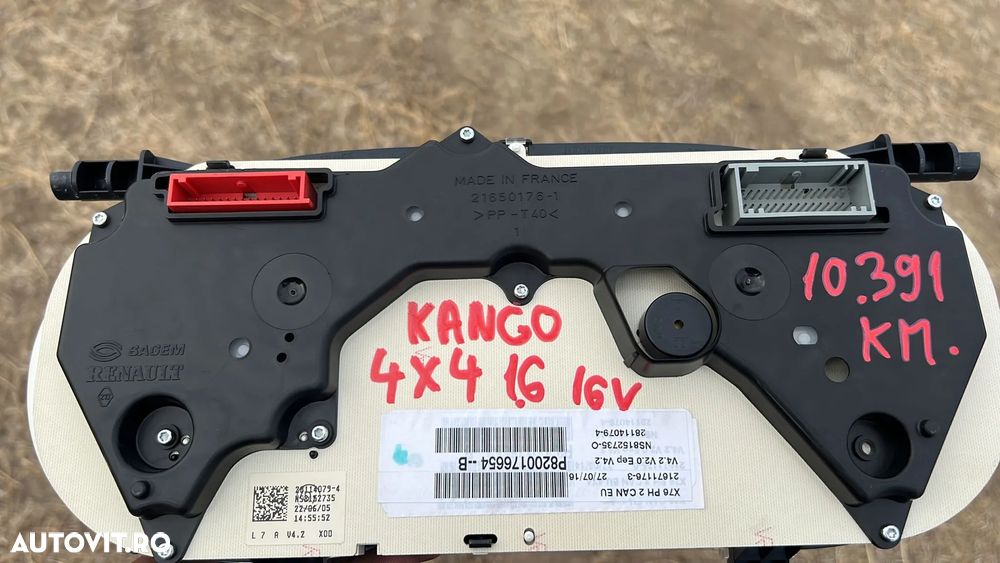 MADE IN FRANCE
21650176-1
>PP-T40<
1
10.391
KM.
KANGO
4X4 1.6 16V
SAGEM
RENAULT
28114079-4
NS8152735-O
V4.2 V2.0 Eep V4.2
21671176-3 27/07/16
X76 PH 2 CAN EU
P8200176654--B
28114079-4
NS8152735
22/06/05
14:55:52
L 7 A V4.2 X00
AUTOVIT.RO